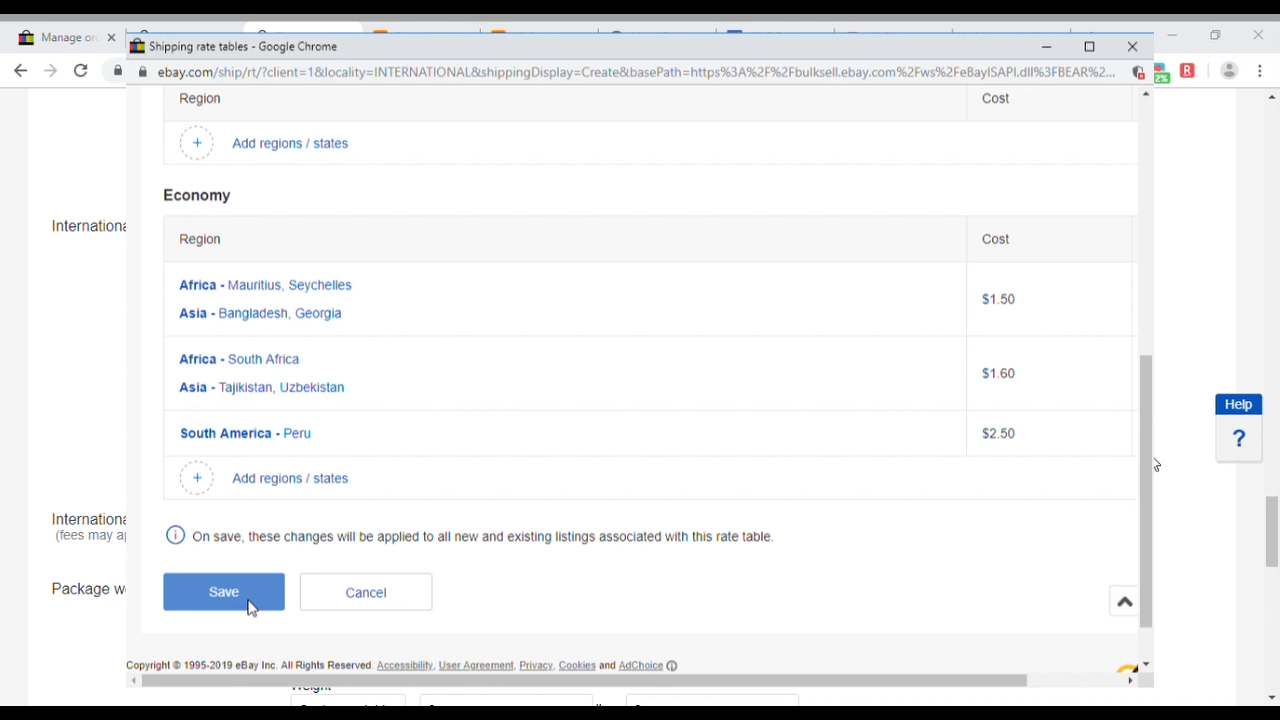 Manage or
Shipping rate tables - Google Chrome
ebay.com/ship/rt/?client=1&locality=INTERNATIONAL&shippingDisplay=Create&basePath=https%3A%2F%2Fbulksell.ebay.com%2Fws%2FeBayISAPI.dll%3FBEAR%2...
2%
R
Region
Cost
+ Add regions / states
Economy
Internationa
Region
Cost
Africa - Mauritius, Seychelles
Asia - Bangladesh, Georgia
$1.50
Africa - South Africa
Asia - Tajikistan, Uzbekistan
$1.60
Help
?
South America - Peru
$2.50
+ Add regions / states
Internationa
(fees may ap
On save, these changes will be applied to all new and existing listings associated with this rate table.
Package we
Save
Cancel
Copyright © 1995-2019 eBay Inc. All Rights Reserved. Accessibility, User Agreement, Privacy, Cookies and AdChoice
Weight